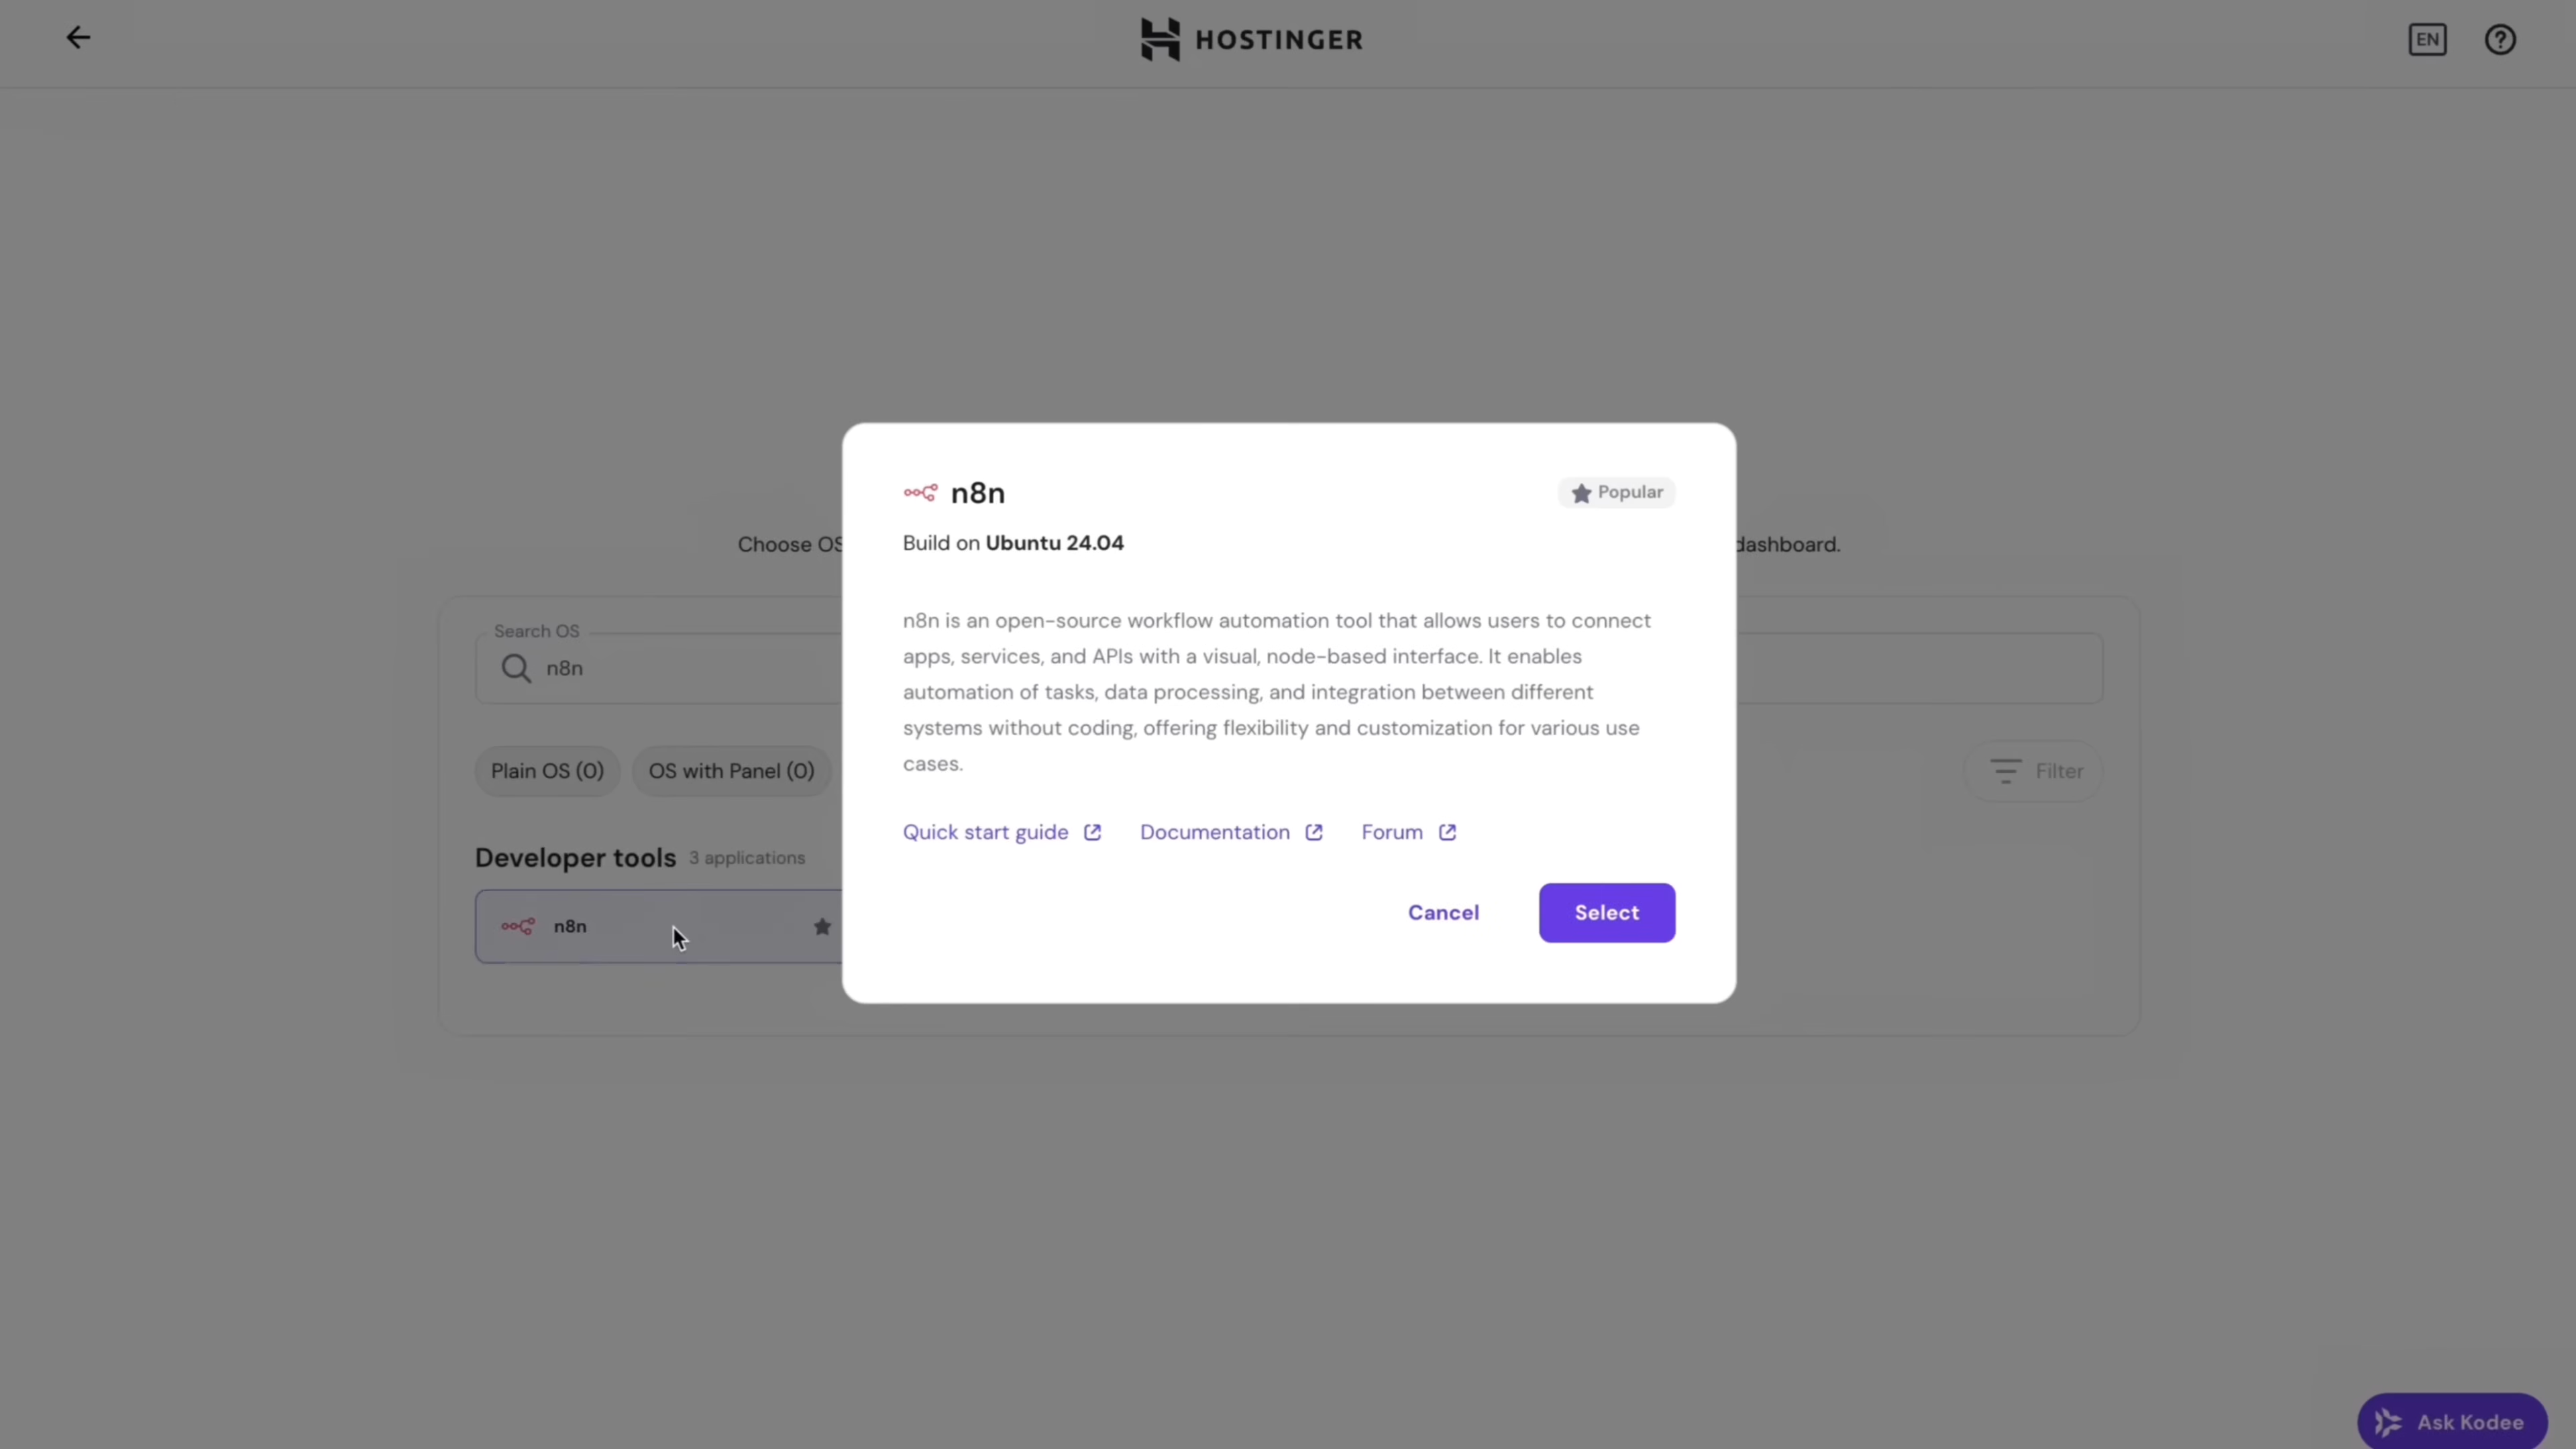 HOSTINGER
EN
n8n
Popular
Build on Ubuntu 24.04
Choose OS
dashboard.
n8n is an open-source workflow automation tool that allows users to connect
apps, services, and APIs with a visual, node-based interface. It enables
automation of tasks, data processing, and integration between different
systems without coding, offering flexibility and customization for various use
cases.
Search OS
n8n
Plain OS (0)
OS with Panel (0)
Filter
Quick start guide
Documentation
Forum
Developer tools 3 applications
n8n
Cancel
Select
Ask Kodee